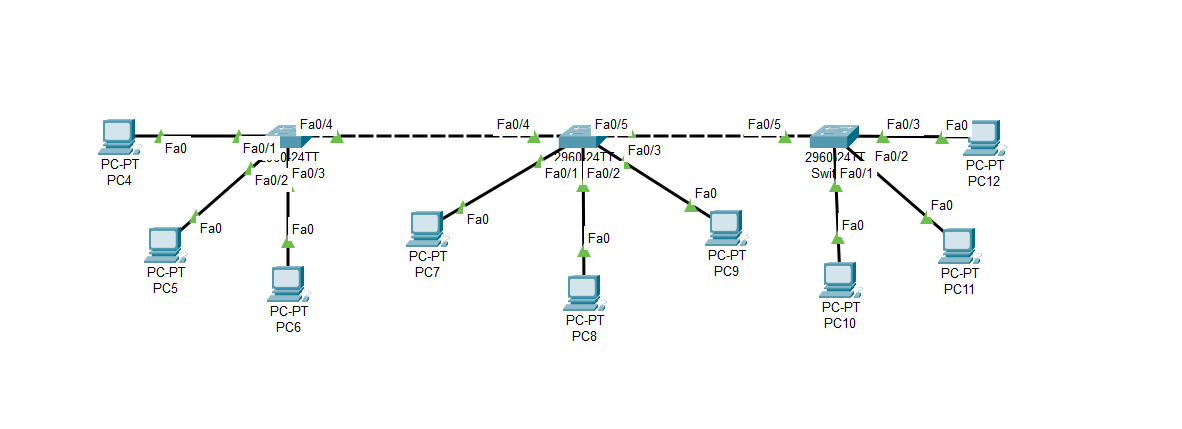 Fa0/4
Fa0/4
Fa0/5
Fa0/5
Fa0/3
Fa0
Fa0
Fa0/1
Fa0/3
Fa0/2
PC-PT
PC4
2960-24TT
2960-24TT
PC-PT
PC12
Fa0/2
Fa0/3
Fa0/1
Fa0/2
Fa0/1
Fa0
Fa0
Fa0
Fa0
Fa0
Fa0
Fa0
PC-PT
PC5
PC-PT
PC6
PC-PT
PC7
PC-PT
PC8
PC-PT
PC9
PC-PT
PC10
PC-PT
PC11